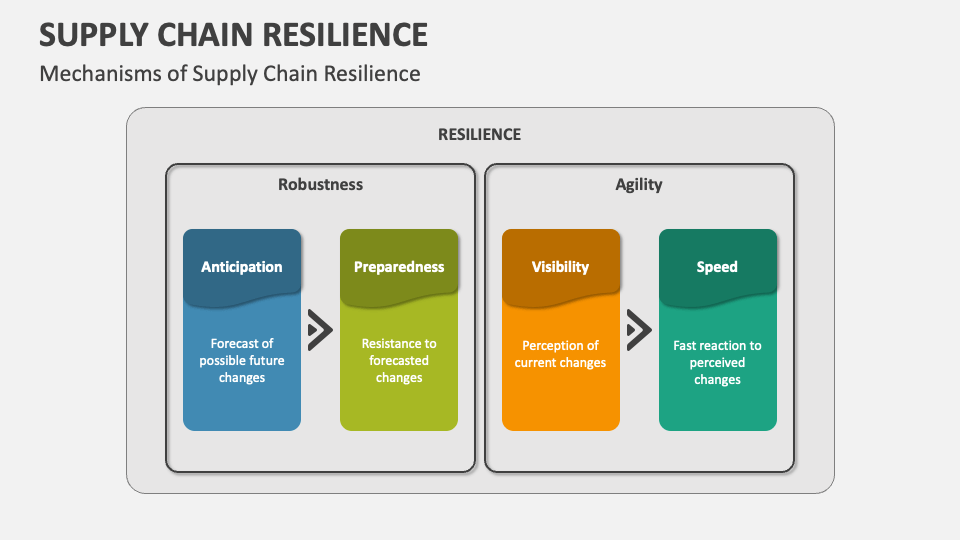 SUPPLY CHAIN RESILIENCE
Mechanisms of Supply Chain Resilience
RESILIENCE
Robustness
Agility
Anticipation
Preparedness
Visibility
Speed
Forecast of
possible future
changes
Resistance to
forecasted
changes
Perception of
current changes
Fast reaction to
perceived
changes